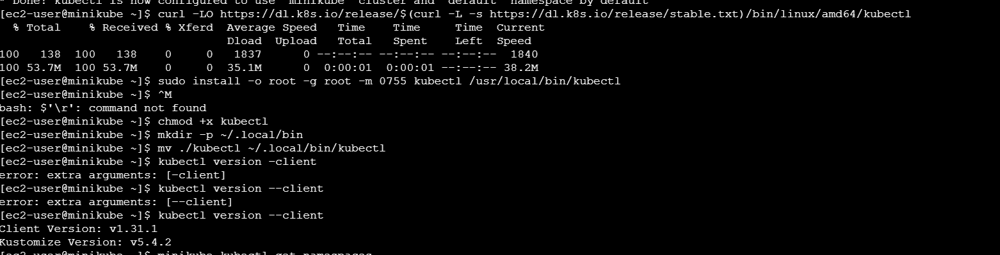 * Done! kubectl is now configured to use "minikube" cluster and "default" namespace by default
[ec2-user@minikube ~]$ curl -LO https://dl.k8s.io/release/$(curl -L -s https://dl.k8s.io/release/stable.txt)/bin/linux/amd64/kubectl
  % Total    % Received % Xferd  Average Speed   Time    Time     Time  Current
                                 Dload  Upload   Total   Spent    Left  Speed
100   138  100   138    0     0   1837      0 --:--:-- --:--:-- --:--:--  1840
100 53.7M  100 53.7M    0     0  35.1M      0  0:00:01  0:00:01 --:--:-- 38.2M
[ec2-user@minikube ~]$ sudo install -o root -g root -m 0755 kubectl /usr/local/bin/kubectl
[ec2-user@minikube ~]$ ^M
bash: $'\r': command not found
[ec2-user@minikube ~]$ chmod +x kubectl
[ec2-user@minikube ~]$ mkdir -p ~/.local/bin
[ec2-user@minikube ~]$ mv ./kubectl ~/.local/bin/kubectl
[ec2-user@minikube ~]$ kubectl version –client
error: extra arguments: [–client]
[ec2-user@minikube ~]$ kubectl version –-client
error: extra arguments: [–-client]
[ec2-user@minikube ~]$ kubectl version --client
Client Version: v1.31.1
Kustomize Version: v5.4.2
[ec2-user@minikube ~]$ minikube kubectl get namespaces